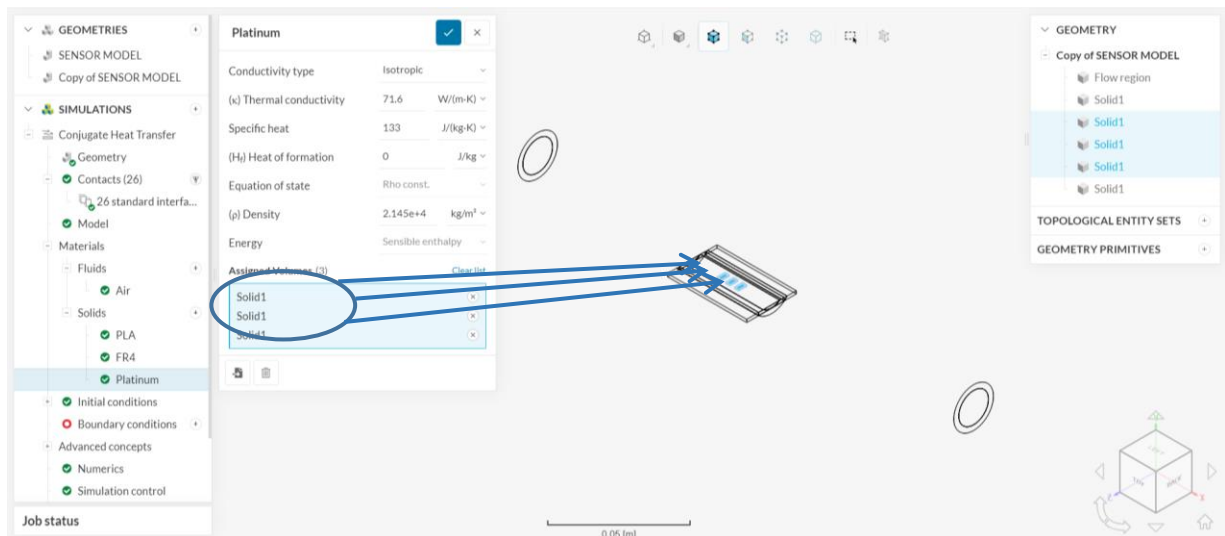 GEOMETRIES
SENSOR MODEL
Copy of SENSOR MODEL
SIMULATIONS
Conjugate Heat Transfer
Geometry
Contacts (26)
26 standard interfa...
Model
Materials
Fluids
Air
Solids
PLA
FR4
Platinum
Initial conditions
Boundary conditions
Advanced concepts
Numerics
Simulation control
Job status
Platinum
Conductivity type Isotropic
(κ) Thermal conductivity 71.6 W/(m·K)
Specific heat 133 J/(kg·K)
(Hf) Heat of formation 0 J/kg
Equation of state Rho const.
(ρ) Density 2.145e+4 kg/m³
Energy Sensible enthalpy
Assigned Volumes (3) Clear list
Solid1
Solid1
Solid1
0.05 [m]
GEOMETRY
Copy of SENSOR MODEL
Flow region
Solid1
Solid1
Solid1
Solid1
Solid1
TOPOLOGICAL ENTITY SETS
GEOMETRY PRIMITIVES